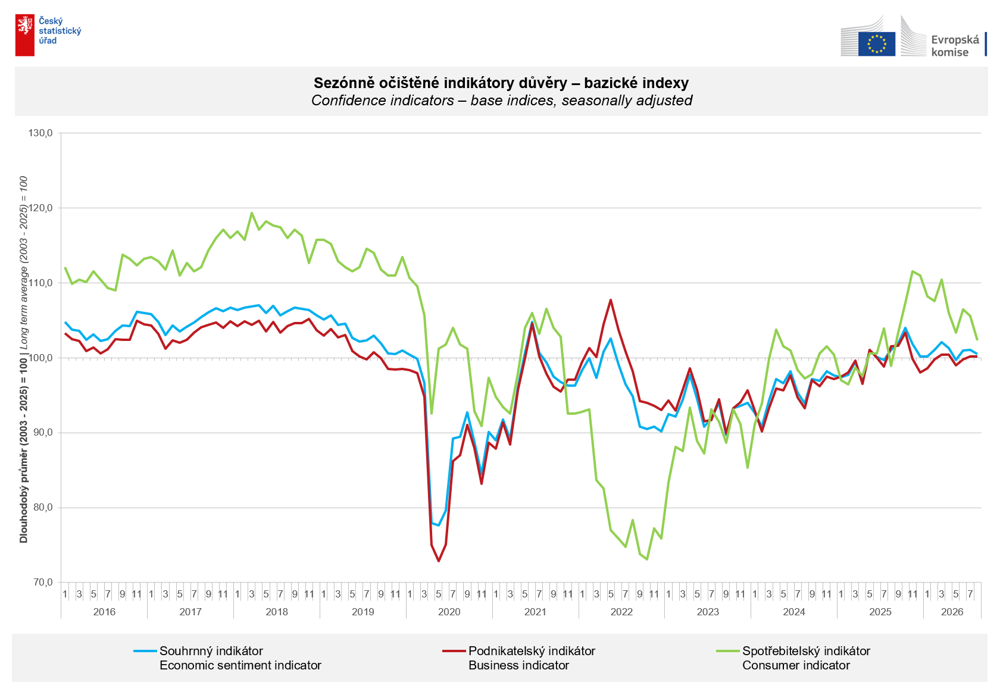 Český
statistický
úřad
Evropská
komise
Sezónně očištěné indikátory důvěry – bazické indexy
Confidence indicators – base indices, seasonally adjusted
Dlouhodobý průměr (2003 - 2025) = 100 | Long term average (2003 - 2025) = 100
130,0
120,0
110,0
100,0
90,0
80,0
70,0
1 3 5 7 9 11 1 3 5 7 9 11 1 3 5 7 9 11 1 3 5 7 9 11 1 3 5 7 9 11 1 3 5 7 9 11 1 3 5 7 9 11 1 3 5 7 9 11 1 3 5 7 9 11 1 3 5 7 9 11 1 3 5 7
2016 2017 2018 2019 2020 2021 2022 2023 2024 2025 2026
Souhrnný indikátor
Economic sentiment indicator
Podnikatelský indikátor
Business indicator
Spotřebitelský indikátor
Consumer indicator